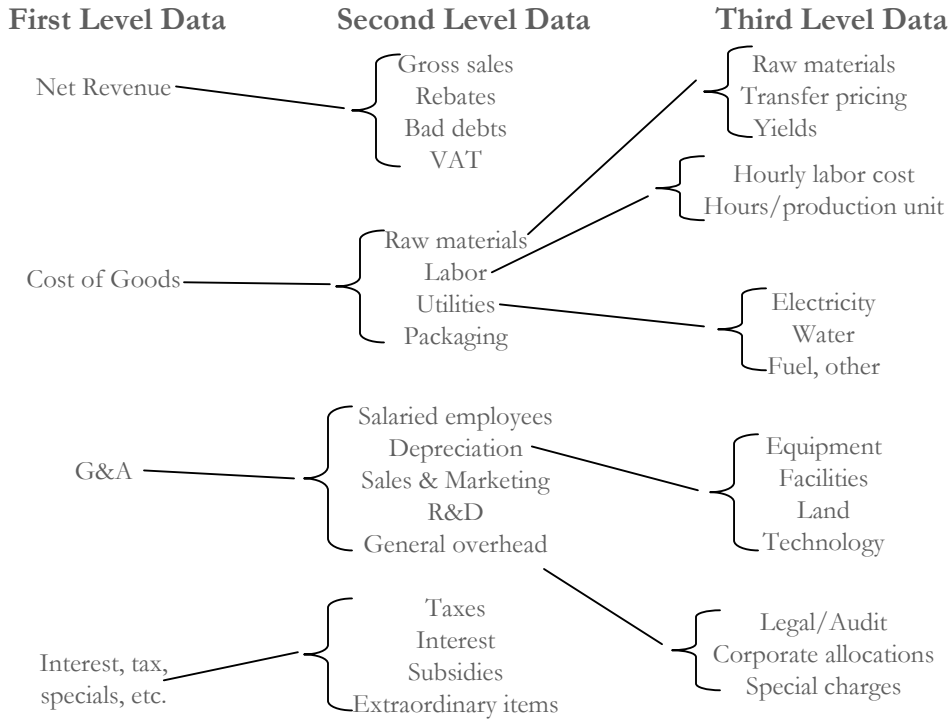 First Level Data
Second Level Data
Third Level Data
Net Revenue
Gross sales
Rebates
Bad debts
VAT
Raw materials
Transfer pricing
Yields
Hourly labor cost
Hours/production unit
Cost of Goods
Raw materials
Labor
Utilities
Packaging
Electricity
Water
Fuel, other
G&A
Salaried employees
Depreciation
Sales & Marketing
R&D
General overhead
Equipment
Facilities
Land
Technology
Interest, tax,
specials, etc.
Taxes
Interest
Subsidies
Extraordinary items
Legal/Audit
Corporate allocations
Special charges